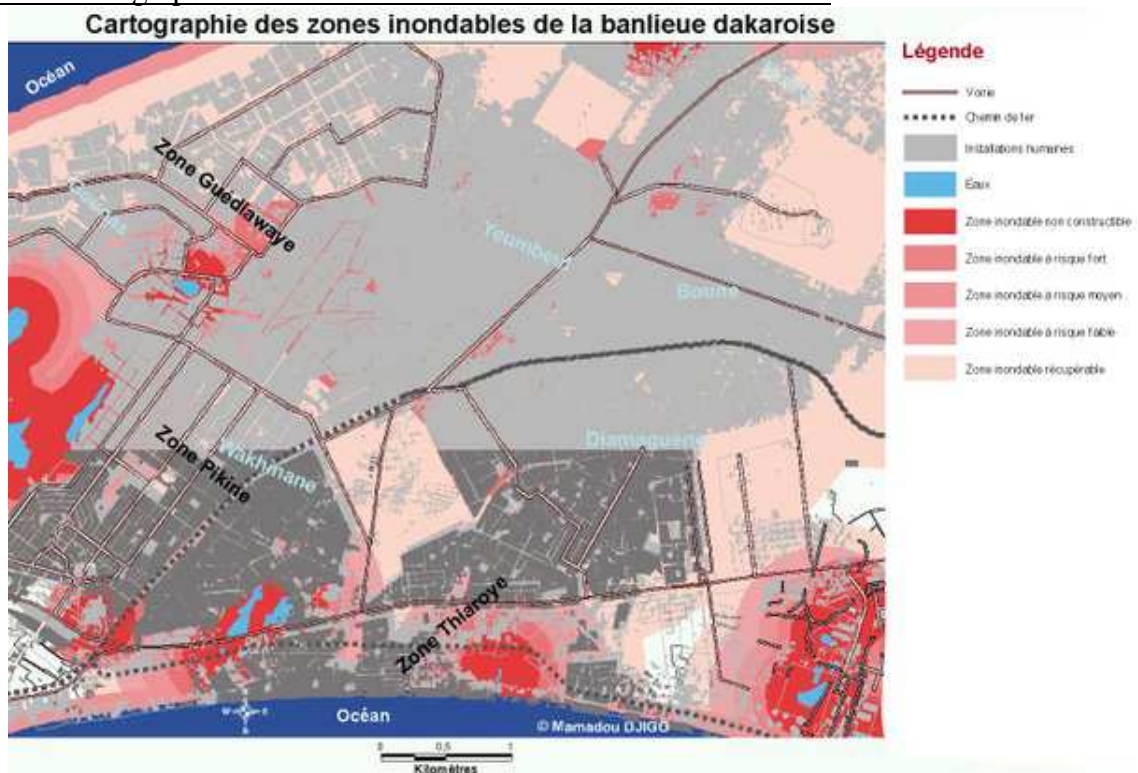 Cartographie des zones inondables de la banlieue dakaroise
Océan
Zone Guédiawaye
Yeumbeul
Boune
Zone Pikine
Wakhinane
Diamaguène
Zone Thiaroye
Océan
© Mamadou DJIGO
0 0,5 1
Kilomètres
Légende
Voirie
Chemin de fer
Installations humaines
Eaux
Zone inondable non constructible
Zone inondable à risque fort
Zone inondable à risque moyen
Zone inondable à risque faible
Zone inondable récupérable